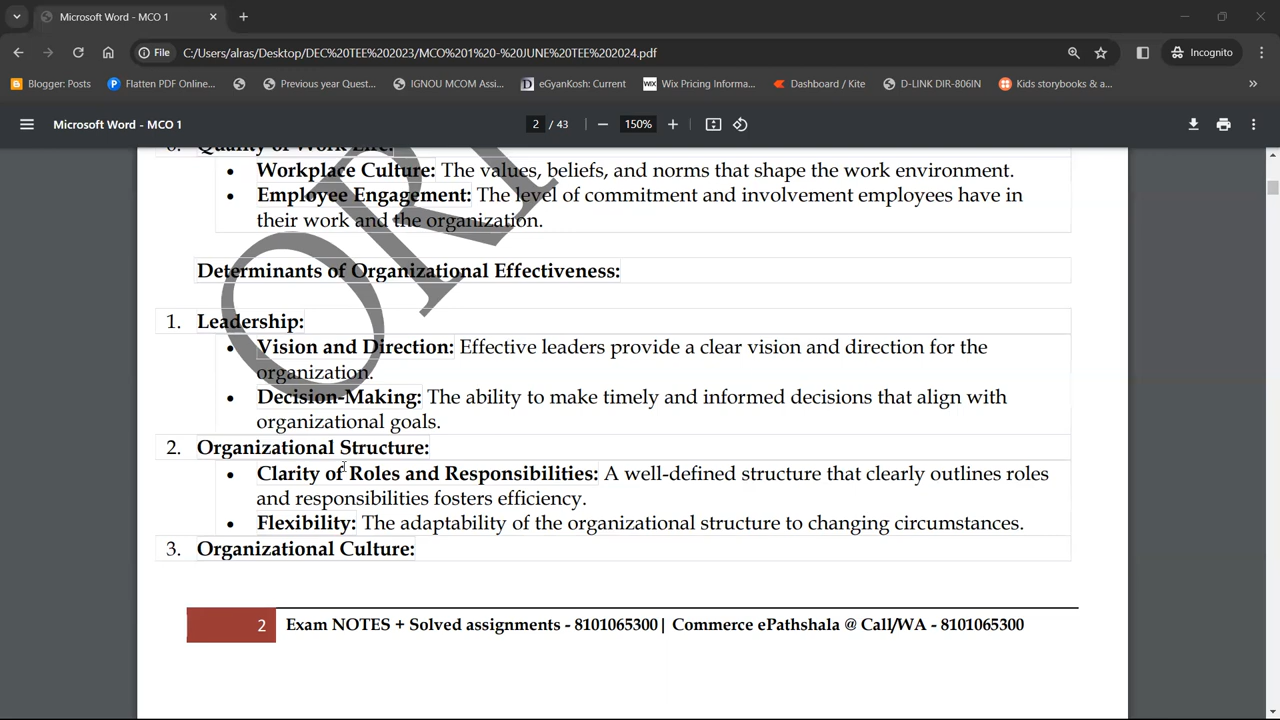 Microsoft Word - MCO 1
File C:/Users/alras/Desktop/DEC%20TEE%202023/MCO%201%20-%20JUNE%20TEE%202024.pdf Incognito
Blogger: Posts Flatten PDF Online... Previous year Quest... IGNOU MCOM Assi... eGyanKosh: Current WIX Wix Pricing Informa... Dashboard / Kite D-LINK DIR-806IN Kids storybooks & a... »
Microsoft Word - MCO 1 2 / 43 150%
Quality of Work Life:
• Workplace Culture: The values, beliefs, and norms that shape the work environment.
• Employee Engagement: The level of commitment and involvement employees have in
their work and the organization.
Determinants of Organizational Effectiveness:
1. Leadership:
• Vision and Direction: Effective leaders provide a clear vision and direction for the
organization.
• Decision-Making: The ability to make timely and informed decisions that align with
organizational goals.
2. Organizational Structure:
• Clarity of Roles and Responsibilities: A well-defined structure that clearly outlines roles
and responsibilities fosters efficiency.
• Flexibility: The adaptability of the organizational structure to changing circumstances.
3. Organizational Culture:
2 Exam NOTES + Solved assignments - 8101065300| Commerce ePathshala @ Call/WA - 8101065300